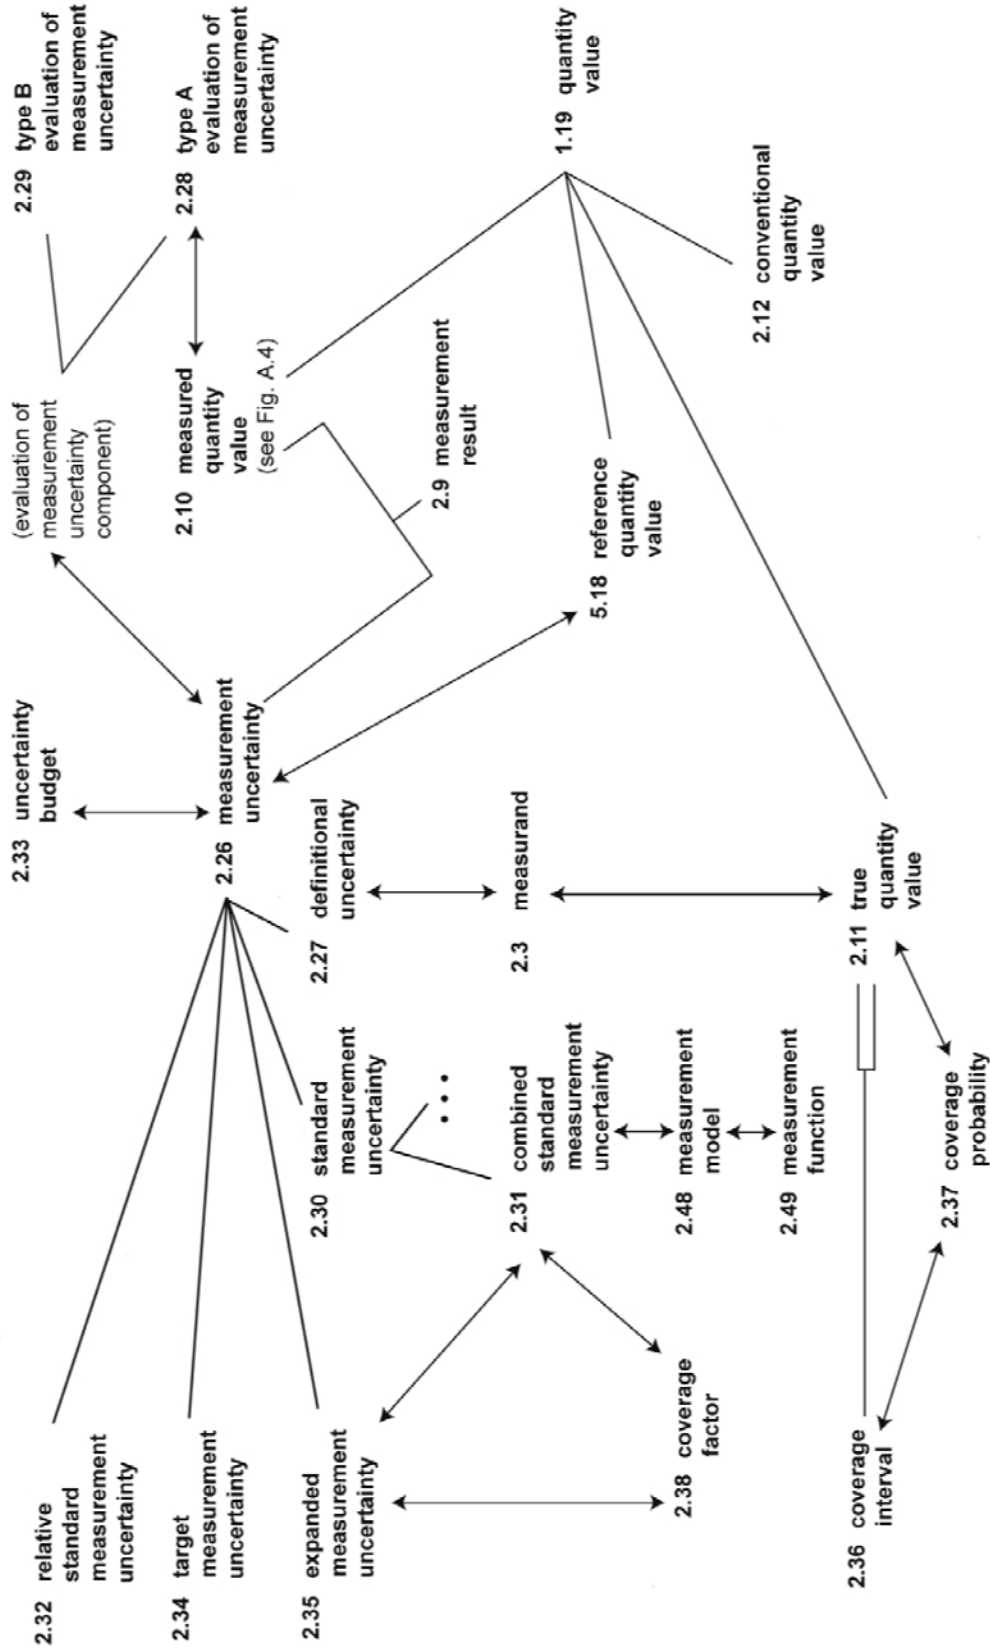 2.33 uncertainty
budget
(evaluation of
measurement
uncertainty
component)
2.29 type B
evaluation of
measurement
uncertainty
2.32 relative
standard
measurement
uncertainty
2.34 target
measurement
uncertainty
2.35 expanded
measurement
uncertainty
2.26 measurement
uncertainty
2.10 measured
quantity
value
(see Fig. A.4)
2.28 type A
evaluation of
measurement
uncertainty
2.30 standard
measurement
uncertainty
• • •
2.27 definitional
uncertainty
2.9 measurement
result
2.31 combined
standard
measurement
uncertainty
2.3 measurand
5.18 reference
quantity
value
1.19 quantity
value
2.38 coverage
factor
2.48 measurement
model
2.49 measurement
function
2.12 conventional
quantity
value
2.36 coverage
interval
2.11 true
quantity
value
2.37 coverage
probability